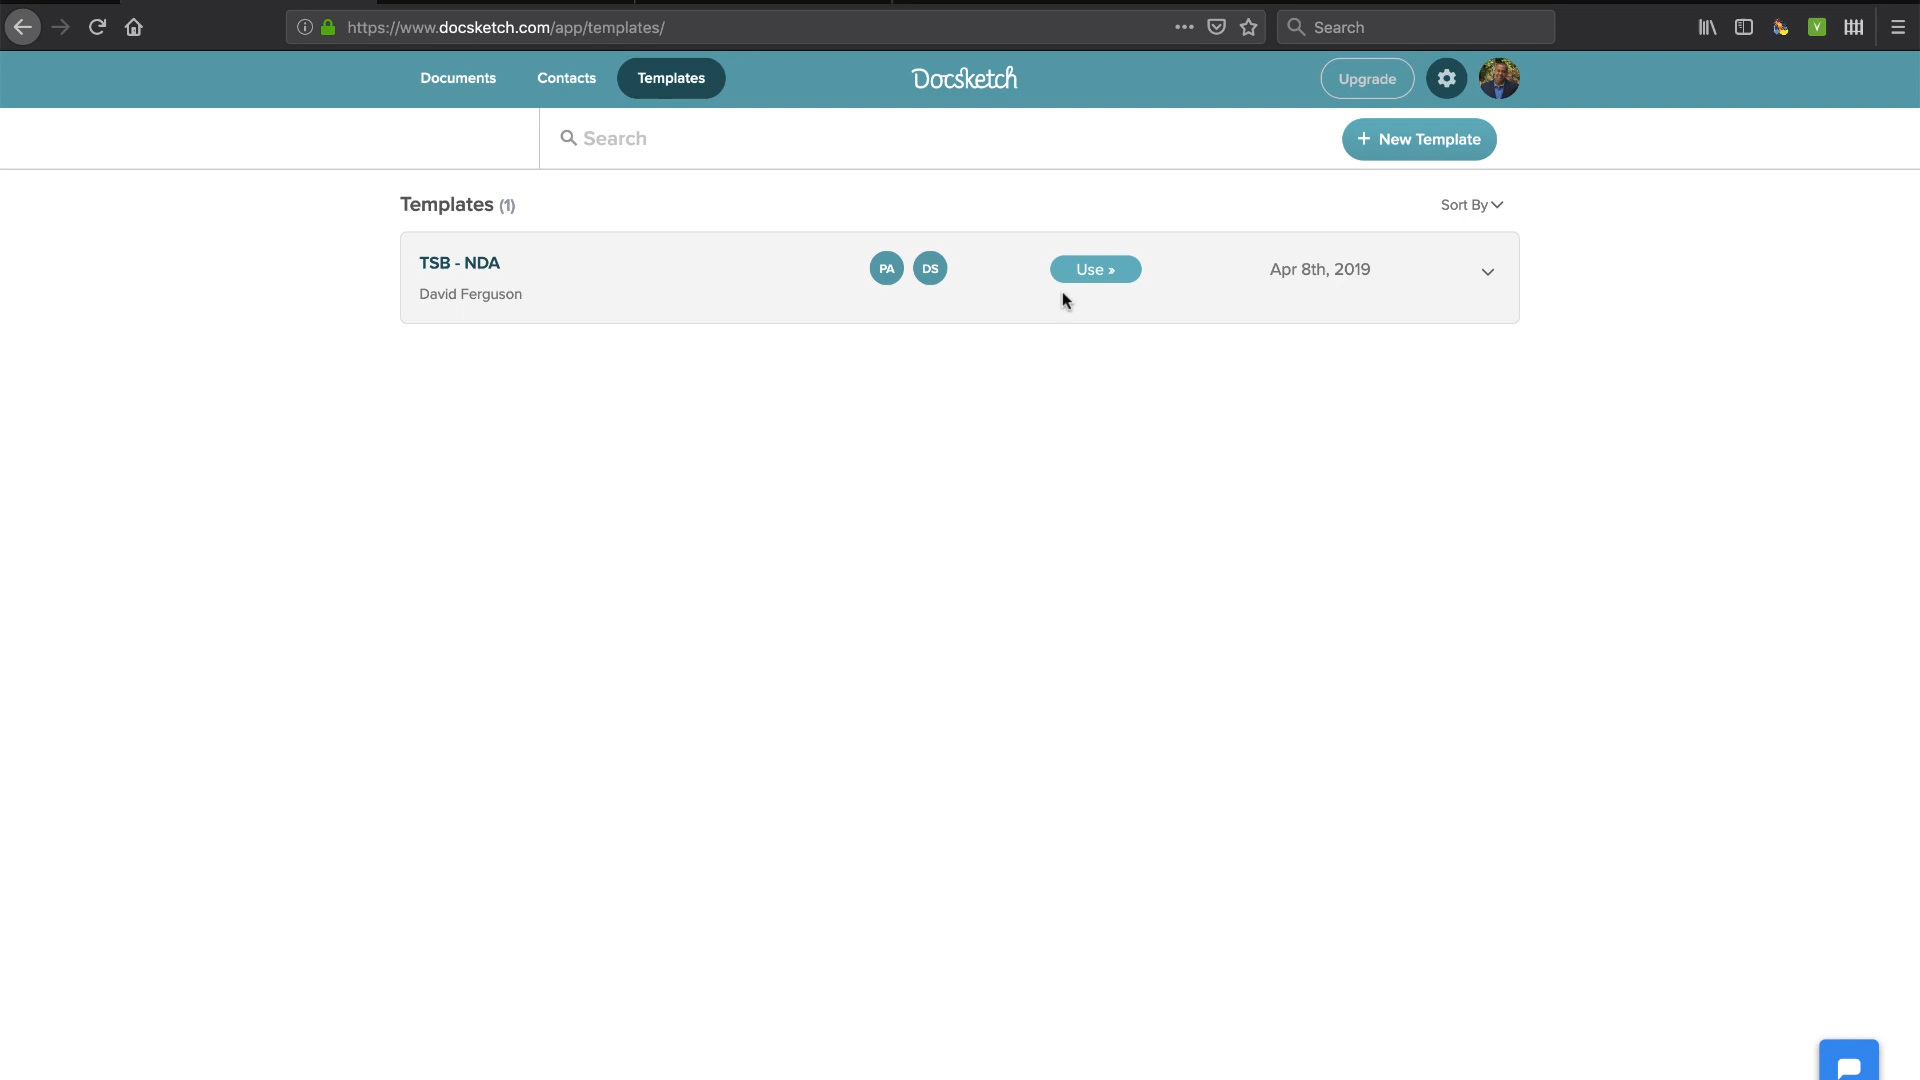 https://www.docsketch.com/app/templates/
Search
Documents
Contacts
Templates
Docsketch
Upgrade
Search
+ New Template
Templates (1)
Sort By
TSB - NDA
PA
DS
Use »
Apr 8th, 2019
David Ferguson